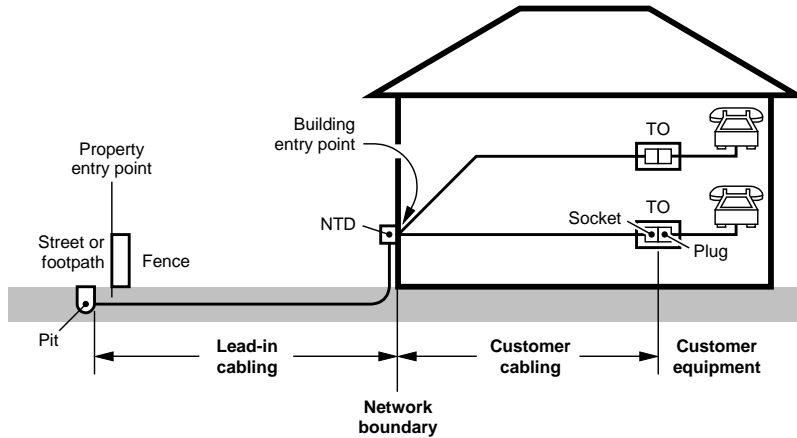 TO
Building
entry point
Property
entry point
TO
NTD
Socket
Plug
Street or
footpath
Fence
Pit
Lead-in
cabling
Customer
cabling
Customer
equipment
Network
boundary